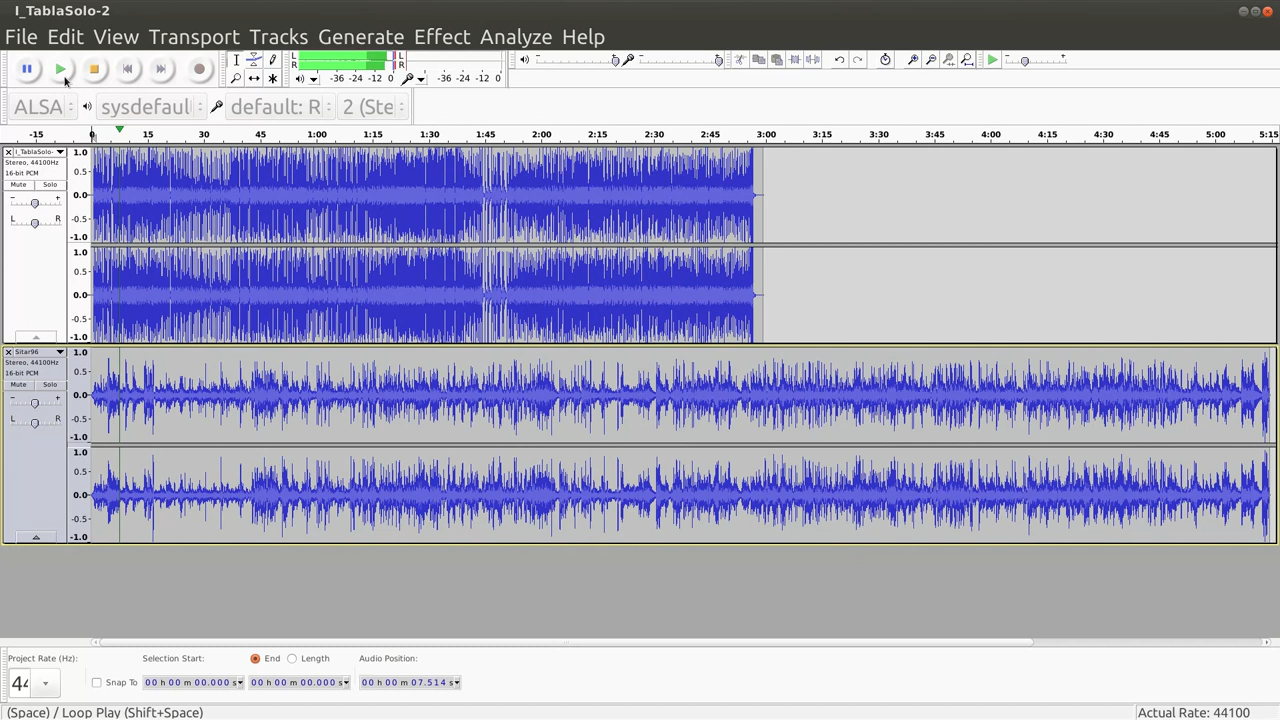 I_TablaSolo-2
File Edit View Transport Tracks Generate Effect Analyze Help
L R -36 -24 -12 0 L R -36 -24 -12 0
ALSA sysdefaul default: R 2 (Ste
-15 0 15 30 45 1:00 1:15 1:30 1:45 2:00 2:15 2:30 2:45 3:00 3:15 3:30 3:45 4:00 4:15 4:30 4:45 5:00 5:15
I_TablaSolo-
Stereo, 44100Hz
16-bit PCM
Mute Solo
- +
L R
1.0
0.5
0.0
-0.5
-1.0
1.0
0.5
0.0
-0.5
-1.0
Sitar96
Stereo, 44100Hz
16-bit PCM
Mute Solo
- +
L R
1.0
0.5
0.0
-0.5
-1.0
1.0
0.5
0.0
-0.5
-1.0
Project Rate (Hz): Selection Start: End Length Audio Position:
44 Snap To 00 h 00 m 00.000 s 00 h 00 m 00.000 s 00 h 00 m 07.514 s
(Space) / Loop Play (Shift+Space) Actual Rate: 44100